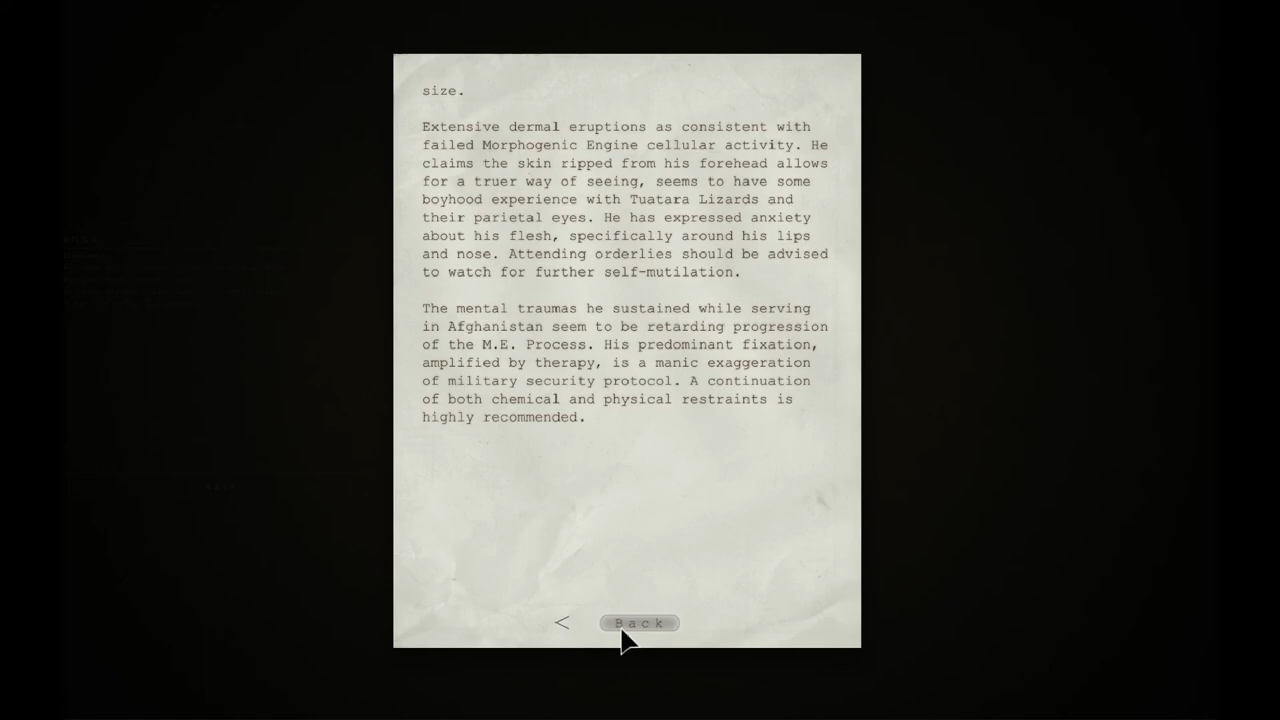 size.
Extensive dermal eruptions as consistent with
failed Morphogenic Engine cellular activity. He
claims the skin ripped from his forehead allows
for a truer way of seeing, seems to have some
boyhood experience with Tuatara Lizards and
their parietal eyes. He has expressed anxiety
about his flesh, specifically around his lips
and nose. Attending orderlies should be advised
to watch for further self-mutilation.
The mental traumas he sustained while serving
in Afghanistan seem to be retarding progression
of the M.E. Process. His predominant fixation,
amplified by therapy, is a manic exaggeration
of military security protocol. A continuation
of both chemical and physical restraints is
highly recommended.
< Back